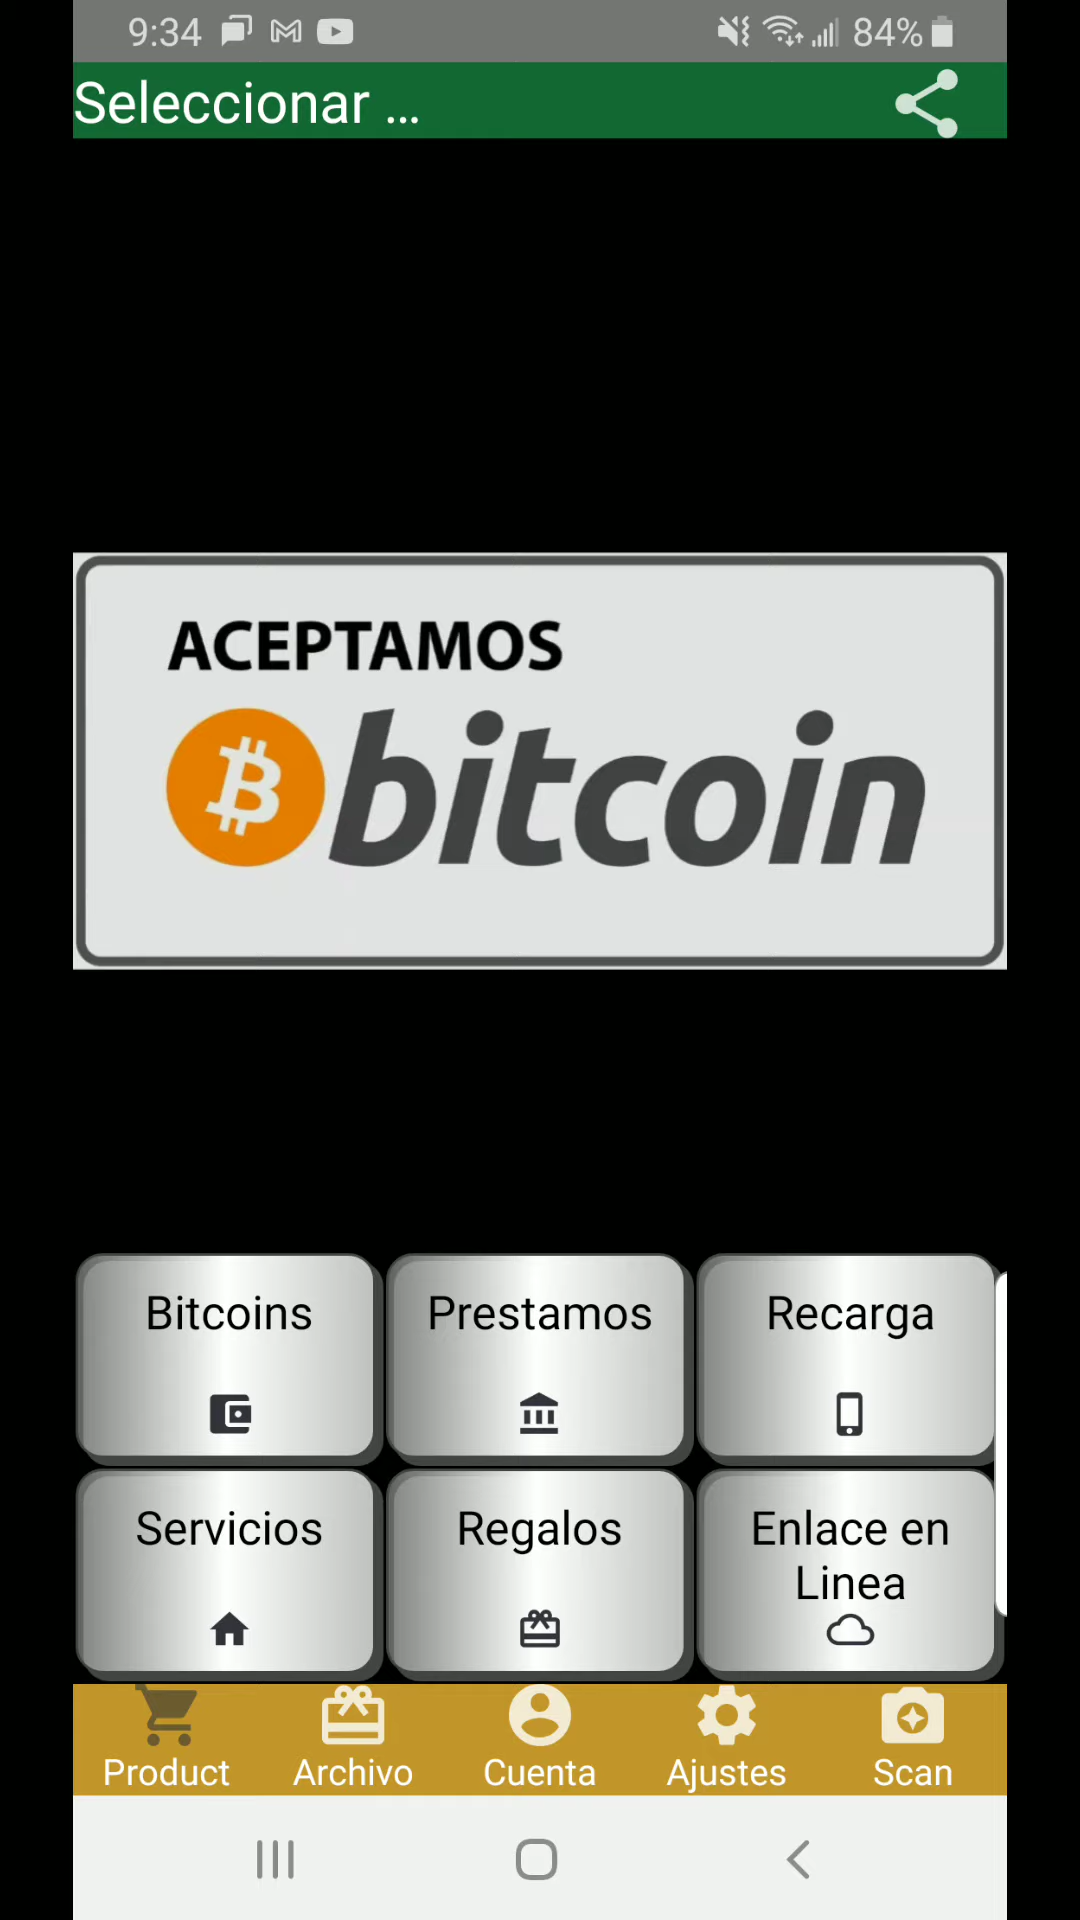 9:34 84%
Seleccionar ...
ACEPTAMOS
bitcoin
Bitcoins Prestamos Recarga
Servicios Regalos Enlace en
Linea
Product Archivo Cuenta Ajustes Scan